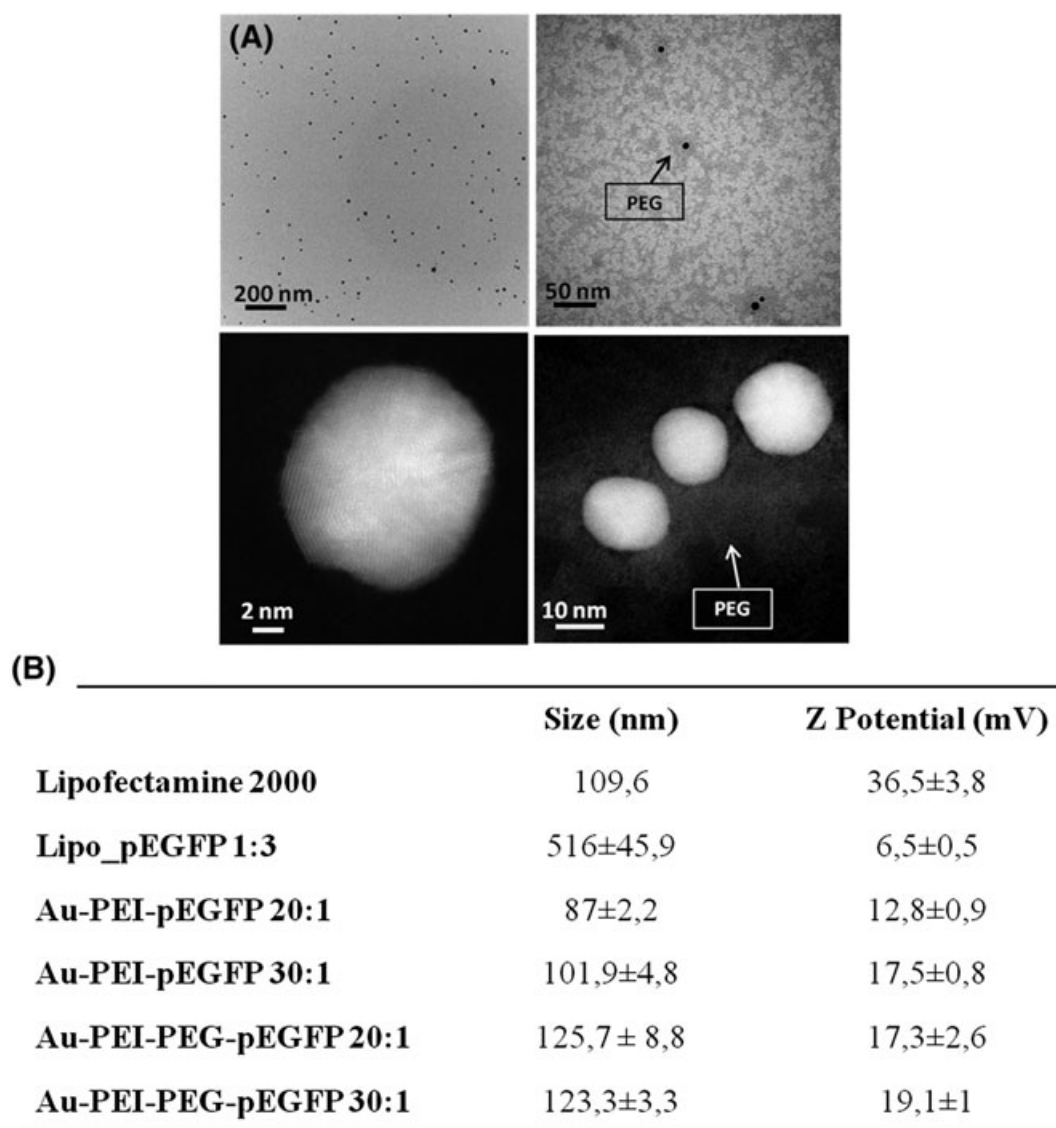 (A)
200 nm
PEG
50 nm
2 nm
PEG
10 nm
(B)
Size (nm) Z Potential (mV)
Lipofectamine 2000 109,6 36,5±3,8
Lipo_pEGFP 1:3 516±45,9 6,5±0,5
Au-PEI-pEGFP 20:1 87±2,2 12,8±0,9
Au-PEI-pEGFP 30:1 101,9±4,8 17,5±0,8
Au-PEI-PEG-pEGFP 20:1 125,7 ± 8,8 17,3±2,6
Au-PEI-PEG-pEGFP 30:1 123,3±3,3 19,1±1